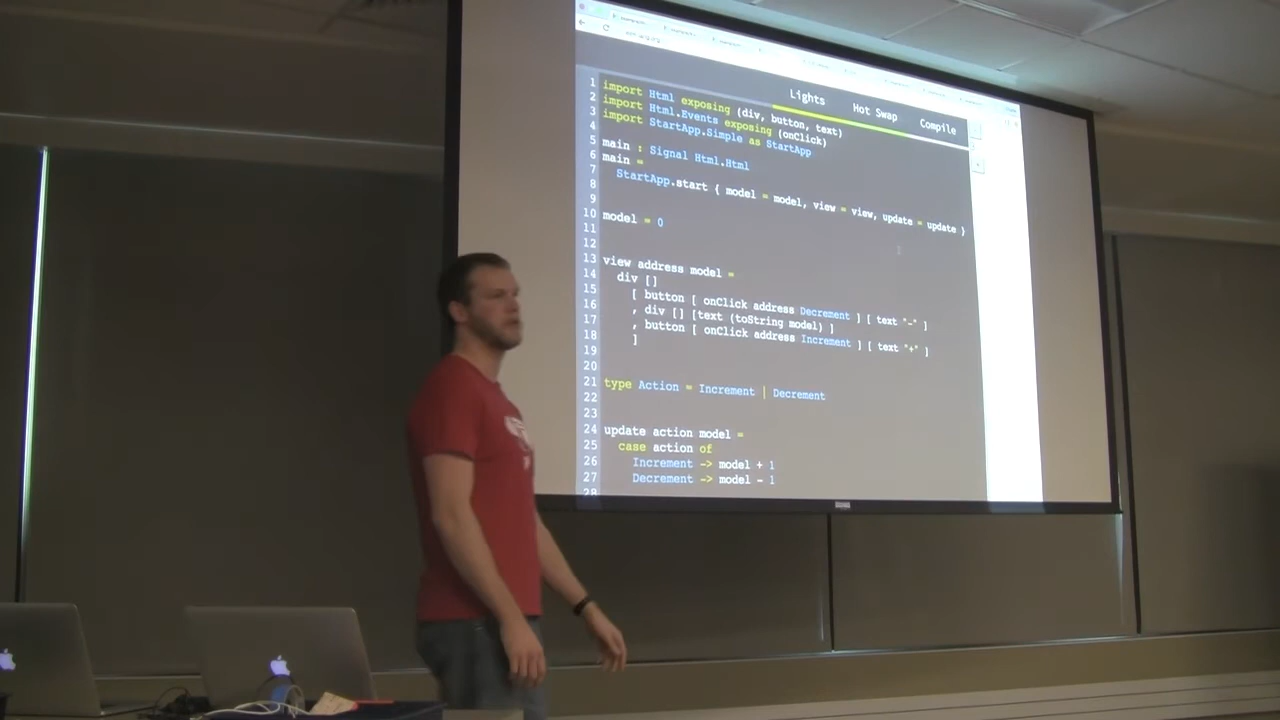 Lights Hot Swap Compile
1 import Html exposing (div, button, text)
2 import Html.Events exposing (onClick)
3 import StartApp.Simple as StartApp
4
5 main : Signal Html.Html
6 main =
7 StartApp.start { model = model, view = view, update = update }
8
9
10 model = 0
11
12
13 view address model =
14 div []
15 [ button [ onClick address Decrement ] [ text "-" ]
16 , div [] [text (toString model) ]
17 , button [ onClick address Increment ] [ text "+" ]
18 ]
19
20
21 type Action = Increment | Decrement
22
23
24 update action model =
25 case action of
26 Increment -> model + 1
27 Decrement -> model - 1
28